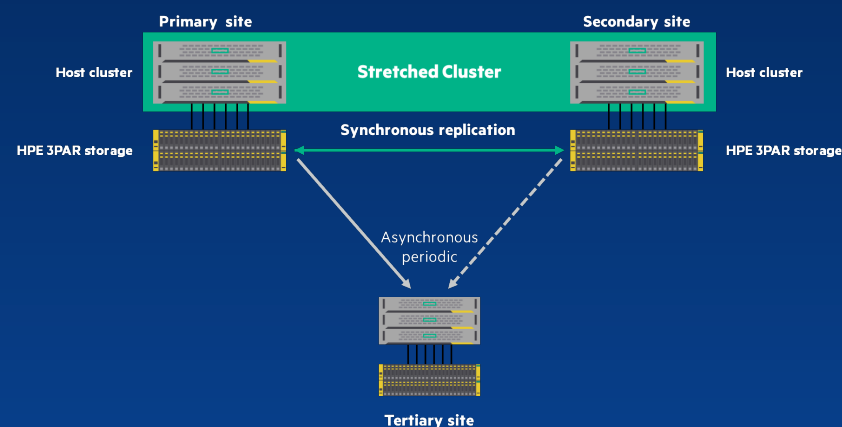 Primary site
Secondary site
Host cluster
Stretched Cluster
Host cluster
Synchronous replication
HPE 3PAR storage
HPE 3PAR storage
Asynchronous
periodic
Tertiary site